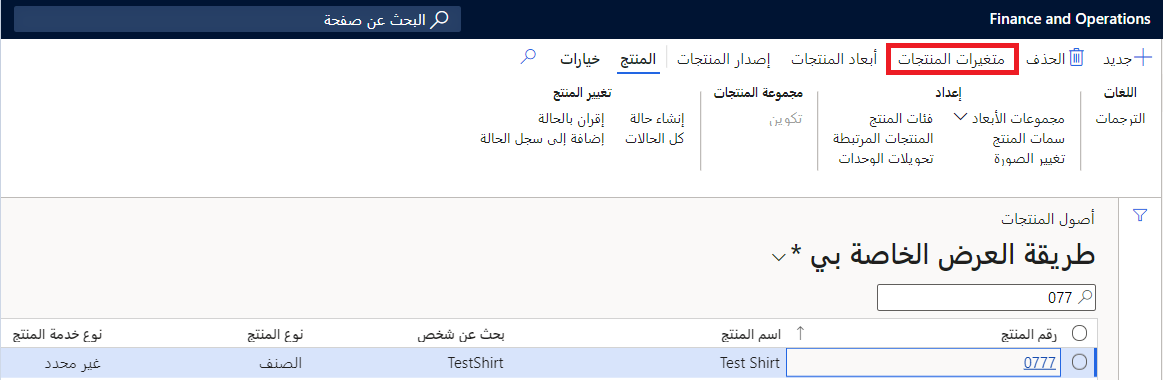 Finance and Operations
البحث عن صفحة
جديد
الحذف
متغيرات المنتجات
أبعاد المنتجات
إصدار المنتجات
المنتج
خيارات
اللغات
الترجمات
إعداد
مجموعات الأبعاد
سمات المنتج
تغيير الصورة
فئات المنتج
المنتجات المرتبطة
تحويلات الوحدات
مجموعة المنتجات
تكوين
تغيير المنتج
إنشاء حالة
كل الحالات
إقران بالحالة
إضافة إلى سجل الحالة
أصول المنتجات
طريقة العرض الخاصة بي *
077
رقم المنتج اسم المنتج بحث عن شخص نوع المنتج نوع خدمة المنتج
0777 Test Shirt TestShirt الصنف غير محدد